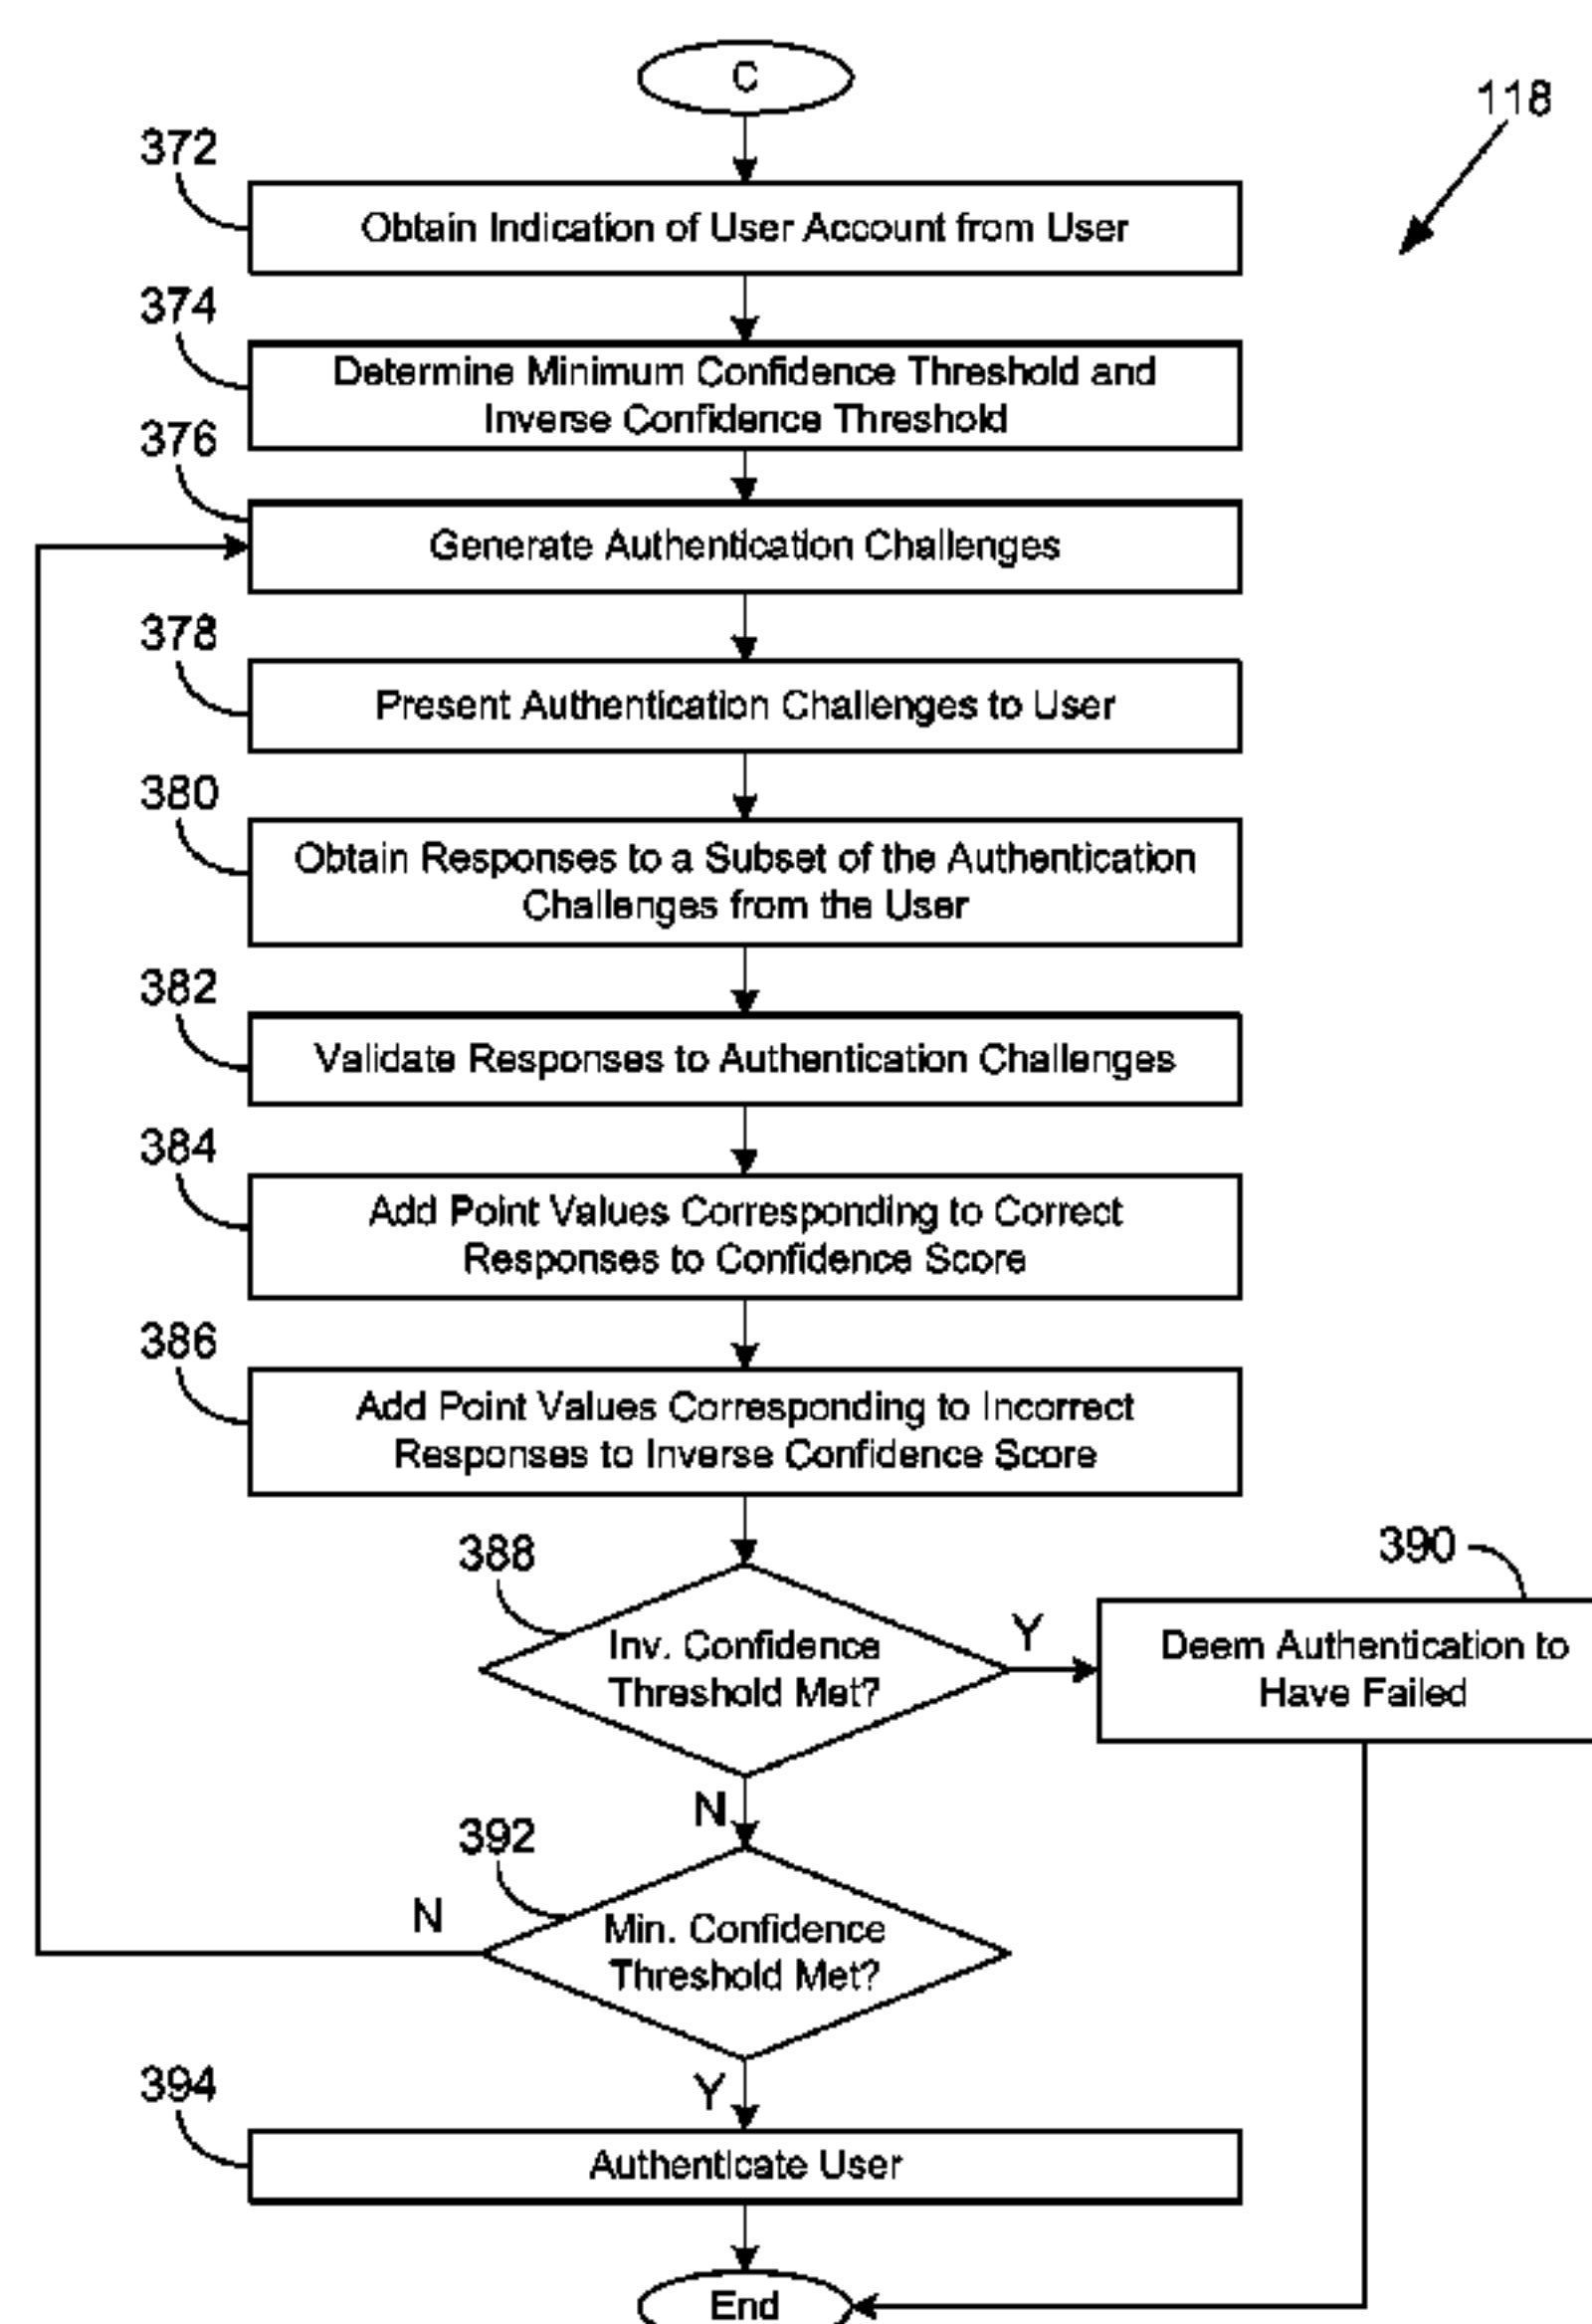 C
118
372
Obtain Indication of User Account from User
374
Determine Minimum Confidence Threshold and
Inverse Confidence Threshold
376
Generate Authentication Challenges
378
Present Authentication Challenges to User
380
Obtain Responses to a Subset of the Authentication
Challenges from the User
382
Validate Responses to Authentication Challenges
384
Add Point Values Corresponding to Correct
Responses to Confidence Score
386
Add Point Values Corresponding to Incorrect
Responses to Inverse Confidence Score
388
Inv. Confidence
Threshold Met?
Y
390
Deem Authentication to
Have Failed
N
392
Min. Confidence
Threshold Met?
N
Y
394
Authenticate User
End